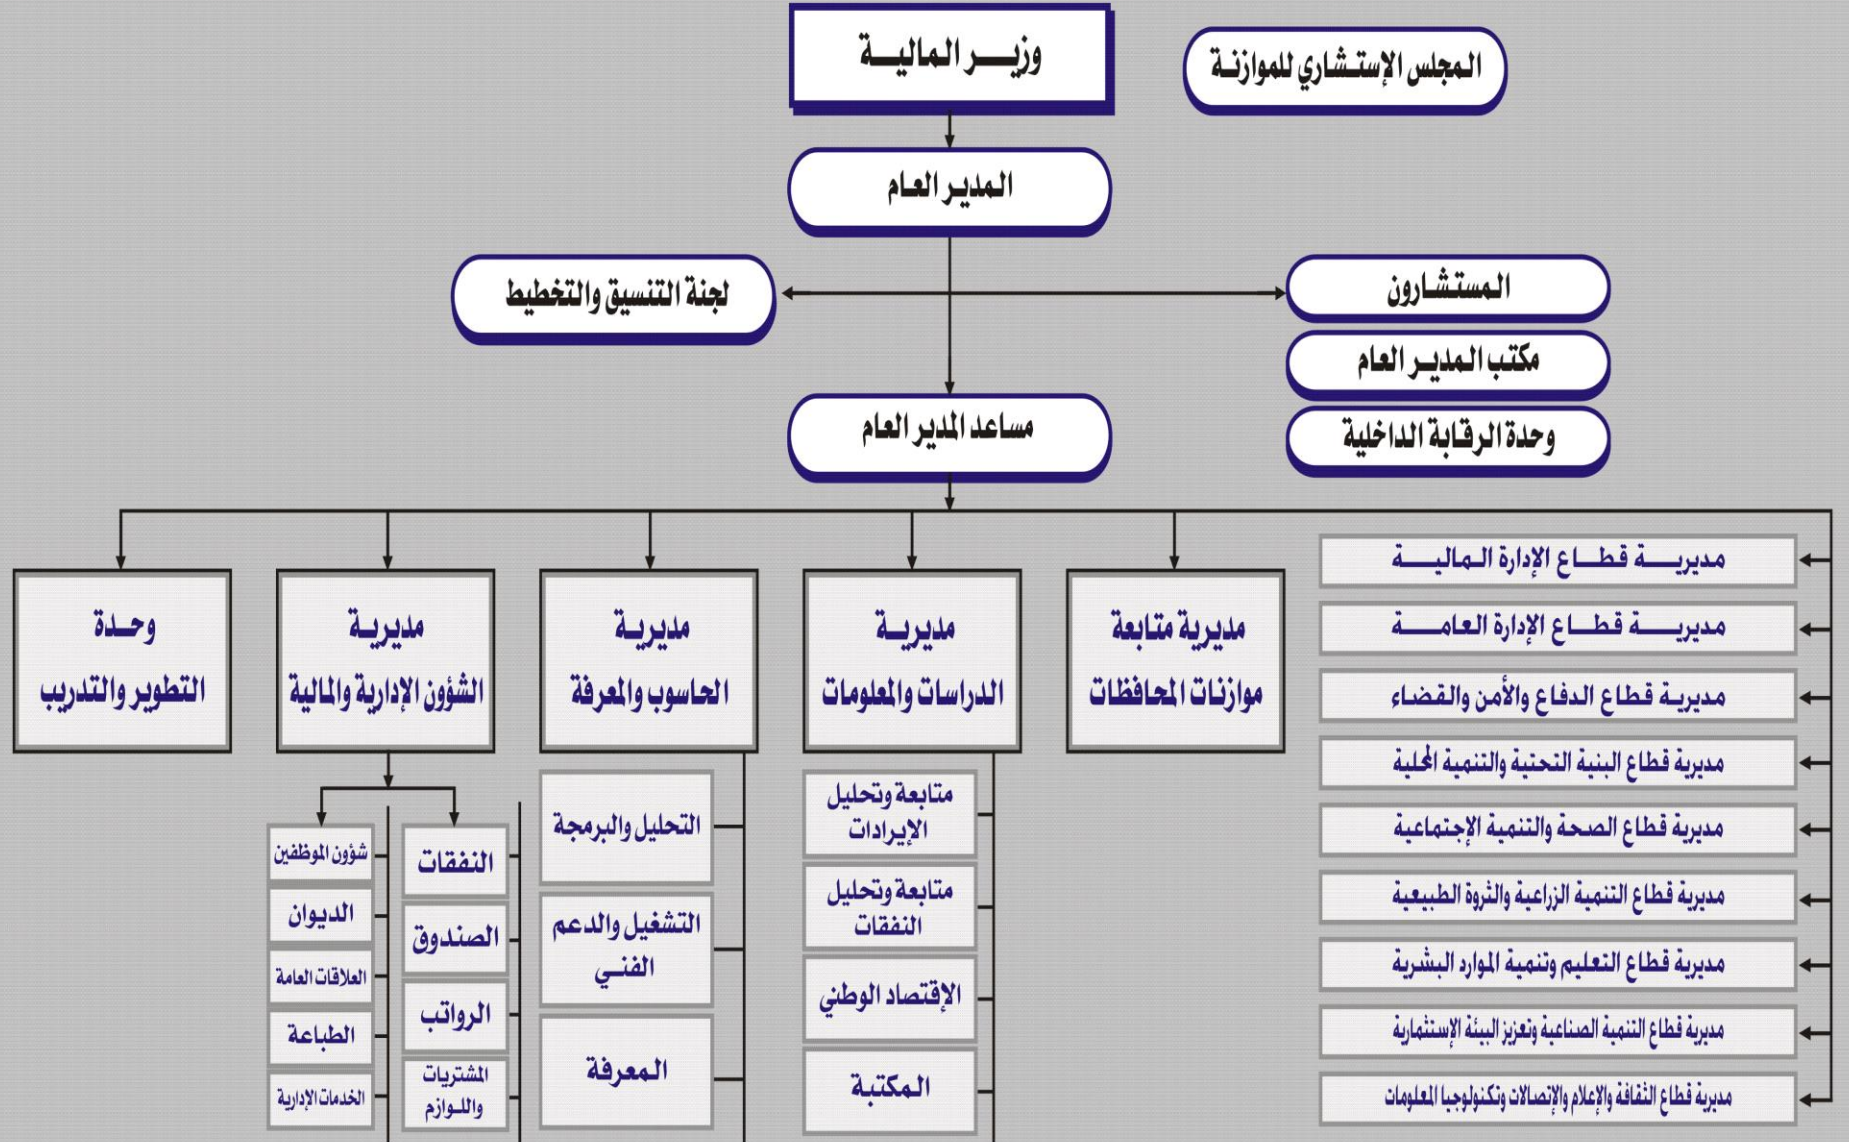 وزير المالية
المجلس الإستشاري للموازنة
المدير العام
المستشارون
لجنة التنسيق والتخطيط
مكتب المدير العام
وحدة الرقابة الداخلية
مساعد المدير العام
مديرية قطاع الإدارة المالية
مديرية قطاع الإدارة العامة
مديرية قطاع الدفاع والأمن والقضاء
مديرية قطاع البنية التحتية والتنمية المحلية
مديرية قطاع الصحة والتنمية الإجتماعية
مديرية قطاع التنمية الزراعية والثروة الطبيعية
مديرية قطاع التعليم وتنمية الموارد البشرية
مديرية قطاع التنمية الصناعية وتعزيز البيئة الإستثمارية
مديرية قطاع الثقافة والإعلام والإتصالات وتكنولوجيا المعلومات
مديرية متابعة
موازنات المحافظات
مديرية
الدراسات والمعلومات
متابعة وتحليل
الإيرادات
متابعة وتحليل
النفقات
الإقتصاد الوطني
المكتبة
مديرية
الحاسوب والمعرفة
التحليل والبرمجة
التشغيل والدعم
الفني
المعرفة
مديرية
الشؤون الإدارية والمالية
النفقات
الصندوق
الرواتب
المشتريات
واللوازم
شؤون الموظفين
الديوان
العلاقات العامة
الطباعة
الخدمات الإدارية
وحدة
التطوير والتدريب